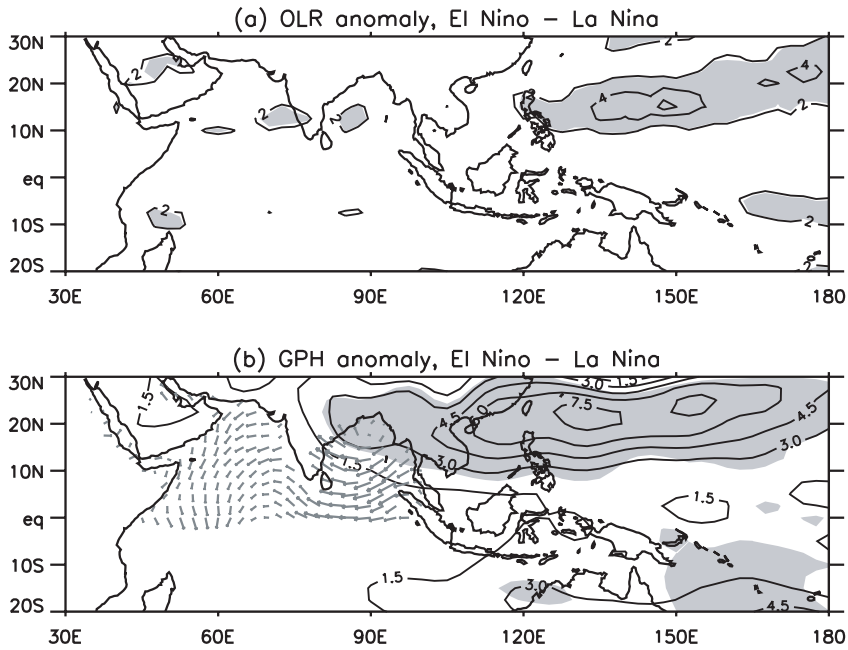 (a) OLR anomaly, El Nino – La Nina
30N
20N
10N
eq
10S
20S
2
2
2
2
2
2
4
4
2
2
2
2
30E 60E 90E 120E 150E 180
(b) GPH anomaly, El Nino – La Nina
30N
20N
10N
eq
10S
20S
1.5
3.0
1.5
4.5
6.0
7.5
4.5
3.0
3.0
1.5
1.5
1.5
3.0
4.5
30E 60E 90E 120E 150E 180